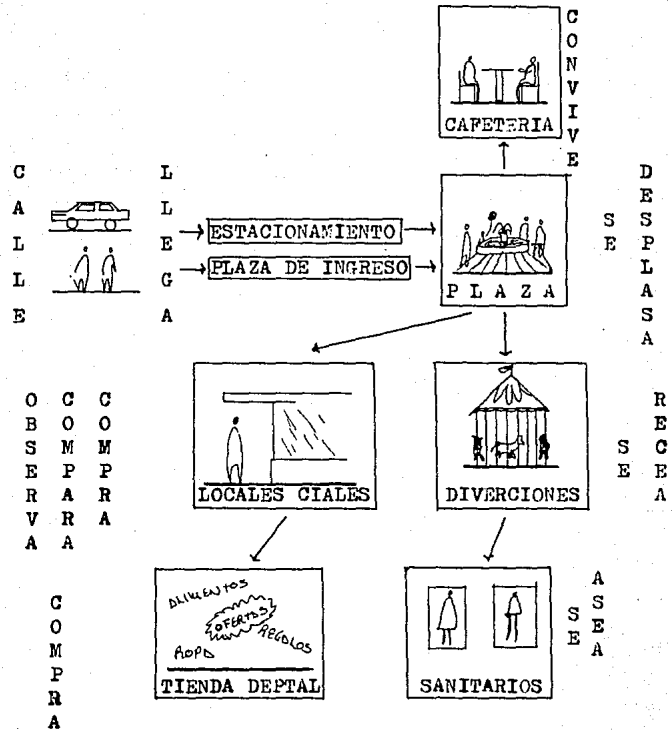 CONVIVE
CAFETERIA
CALLE
LLEGA
ESTACIONAMIENTO
PLAZA DE INGRESO
PLAZA
SE
DESPLASA
OBSERVA
COMPARA
COMPRA
LOCALES CIALES
DIVERCIONES
SE
RECEA
COMPRA
ALIMENTOS
OFERTAS
REGALOS
ROPA
TIENDA DEPTAL
SANITARIOS
SE
ASEA